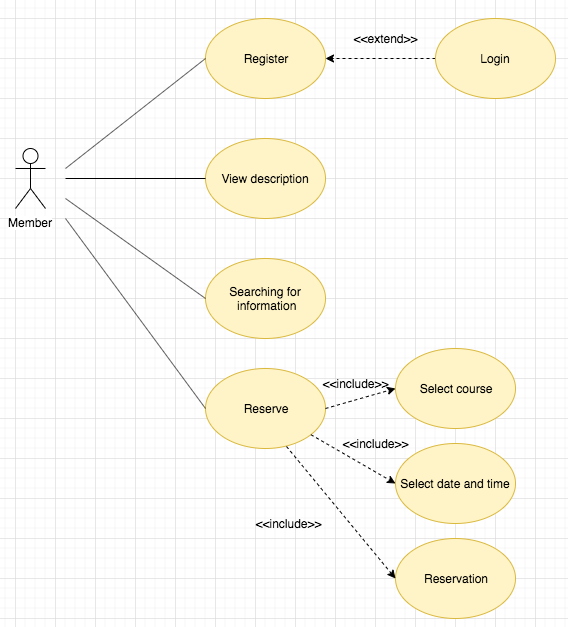 <<extend>>
Register
Login
View description
Member
Searching for
information
<<include>>
Select course
Reserve
<<include>>
Select date and time
<<include>>
Reservation